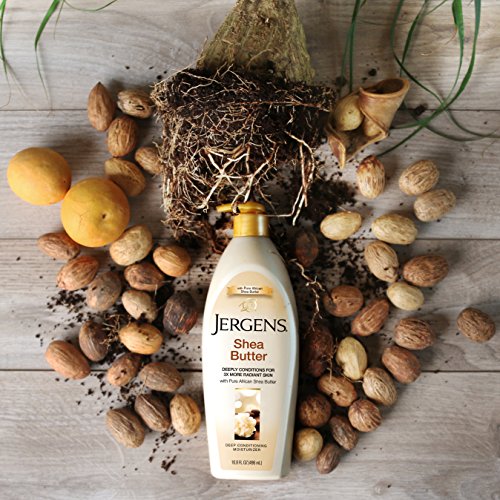 with Pure African
Shea Butter
JERGENS
Shea
Butter
DEEPLY CONDITIONS FOR
3X MORE RADIANT SKIN
with Pure African Shea Butter
DEEP CONDITIONING
MOISTURIZER
16.8 FL OZ (496 mL)